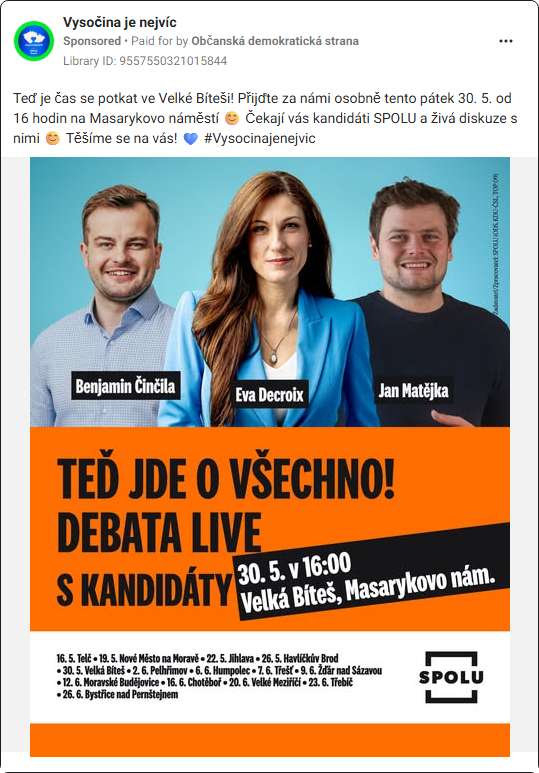 Vysočina je nejvíc
Sponsored • Paid for by Občanská demokratická strana
Library ID: 9557550321015844
Teď je čas se potkat ve Velké Bíteši! Přijďte za námi osobně tento pátek 30. 5. od
16 hodin na Masarykovo náměstí 😊 Čekají vás kandidáti SPOLU a živá diskuze s
nimi 😊 Těšíme se na vás! 💙 #Vysocinajenejvic
Zadavatel/Zpracovatel: SPOLU (ODS, KDU-ČSL, TOP 09)
Benjamin Činčila
Eva Decroix
Jan Matějka
TEĎ JDE O VŠECHNO!
DEBATA LIVE
S KANDIDÁTY
30. 5. v 16:00
Velká Bíteš, Masarykovo nám.
16. 5. Telč • 19. 5. Nové Město na Moravě • 22. 5. Jihlava • 26. 5. Havlíčkův Brod
• 30. 5. Velká Bíteš • 2. 6. Pelhřimov • 6. 6. Humpolec • 7. 6. Třešť • 9. 6. Žďár nad Sázavou
• 12. 6. Moravské Budějovice • 16. 6. Chotěboř • 20. 6. Velké Meziříčí • 23. 6. Třebíč
• 26. 6. Bystřice nad Pernštejnem
SPOLU